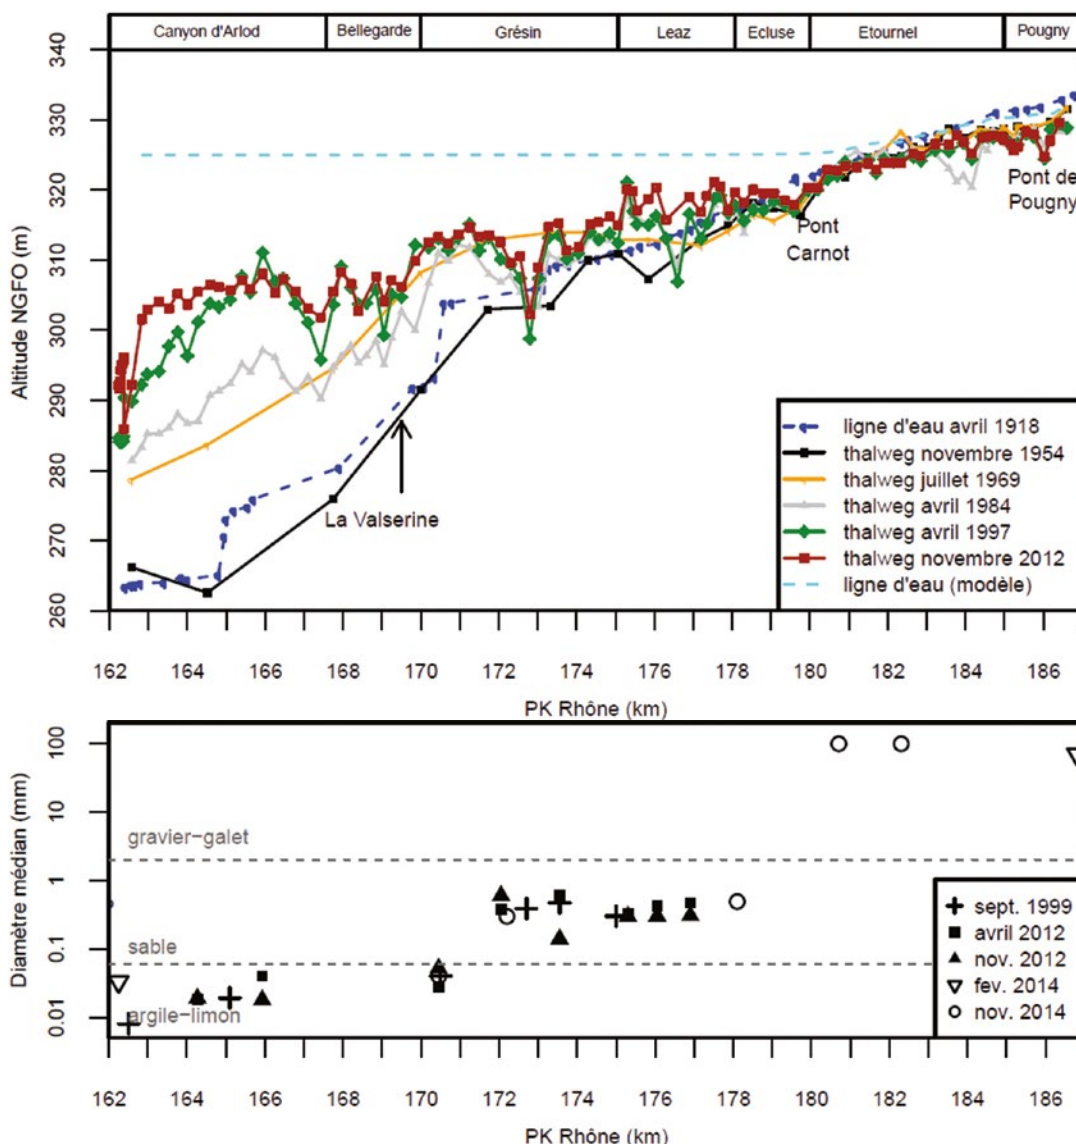 Canyon d'Arlod Bellegarde Grésin Leaz Ecluse Etournel Pougny
340
330
320
310
300
290
280
270
260
Altitude NGFO (m)
Pont de
Pougny
Pont
Carnot
La Valserine
ligne d'eau avril 1918
thalweg novembre 1954
thalweg juillet 1969
thalweg avril 1984
thalweg avril 1997
thalweg novembre 2012
ligne d'eau (modèle)
162 164 166 168 170 172 174 176 178 180 182 184 186
PK Rhône (km)
100
10
1
0.1
0.01
Diamètre médian (mm)
gravier-galet
sable
argile-limon
sept. 1999
avril 2012
nov. 2012
fev. 2014
nov. 2014
162 164 166 168 170 172 174 176 178 180 182 184 186
PK Rhône (km)